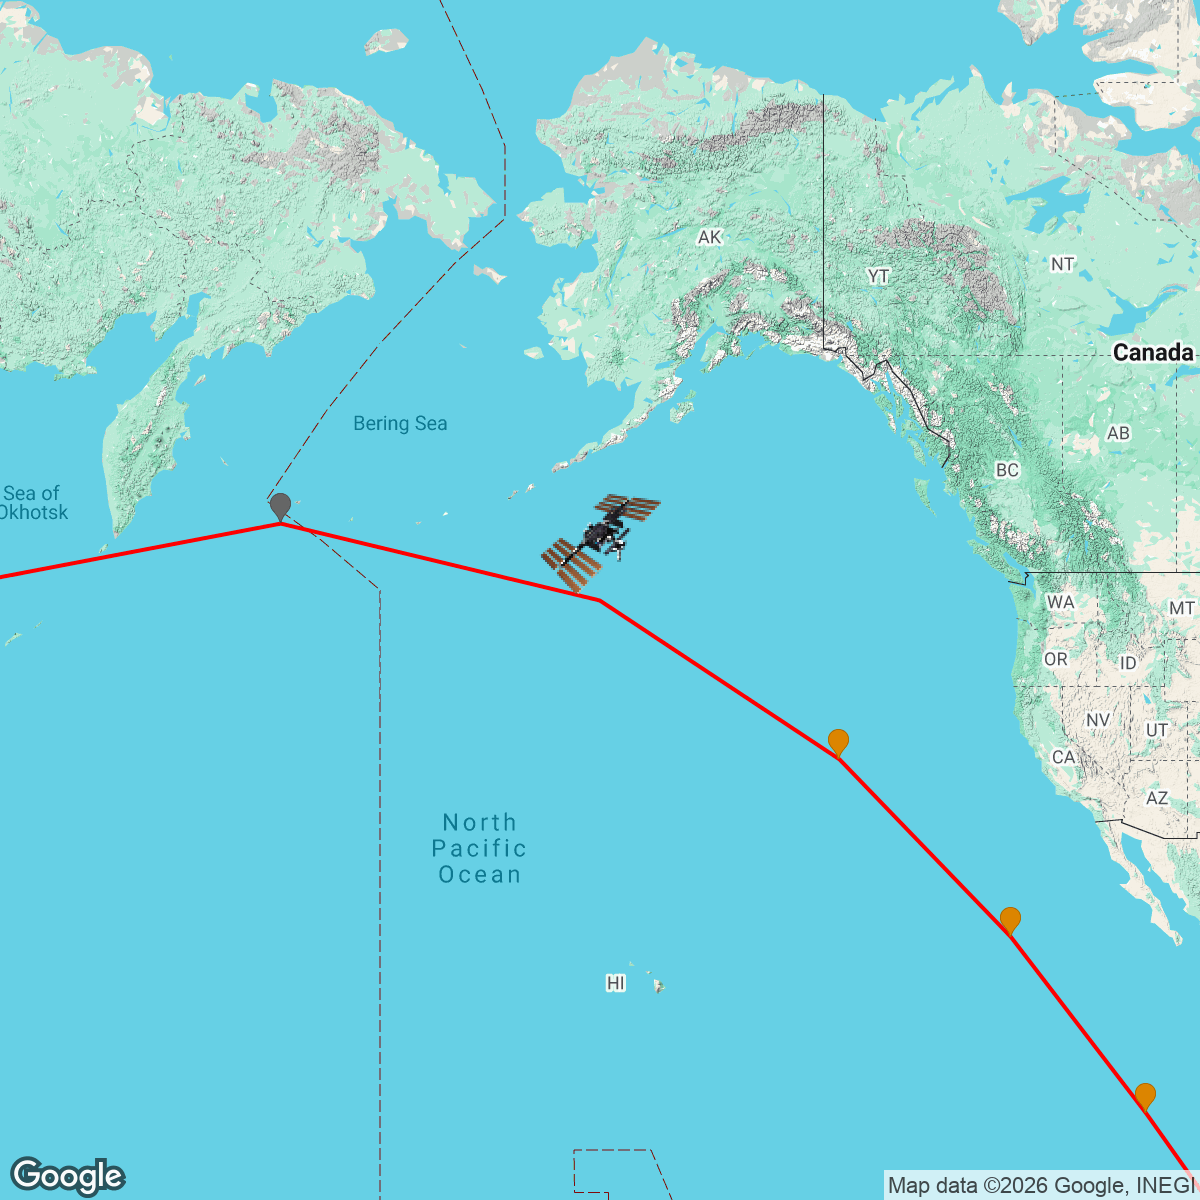 AK
YT
NT
Canada
Bering Sea
AB
BC
Sea of
Okhotsk
WA
MT
OR
ID
NV
UT
CA
AZ
North
Pacific
Ocean
HI
Google
Map data ©2026 Google, INEGI